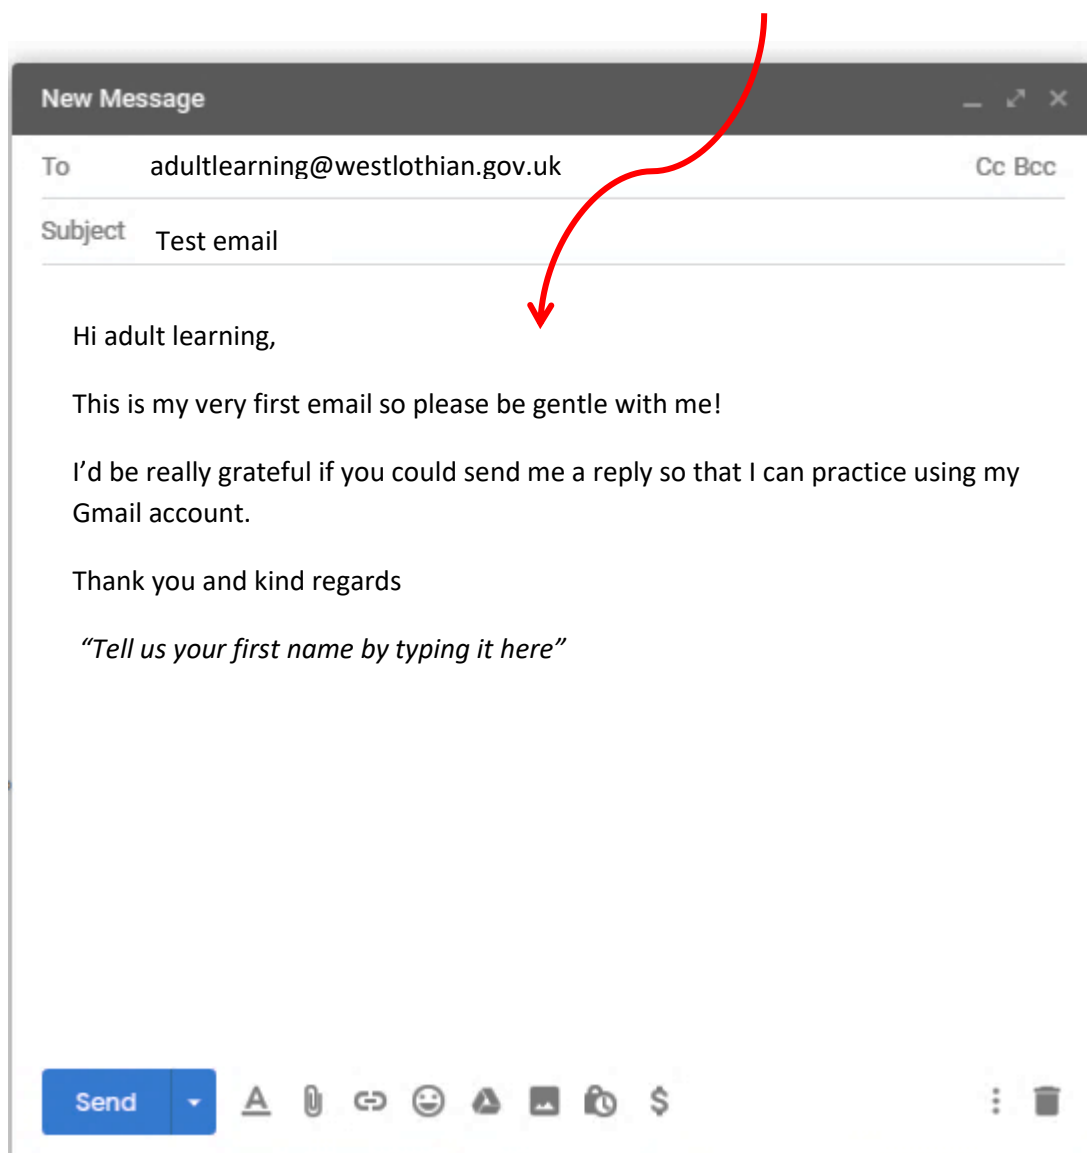 New Message
To adultlearning@westlothian.gov.uk Cc Bcc
Subject Test email
Hi adult learning,
This is my very first email so please be gentle with me!
I’d be really grateful if you could send me a reply so that I can practice using my
Gmail account.
Thank you and kind regards
“Tell us your first name by typing it here”
Send